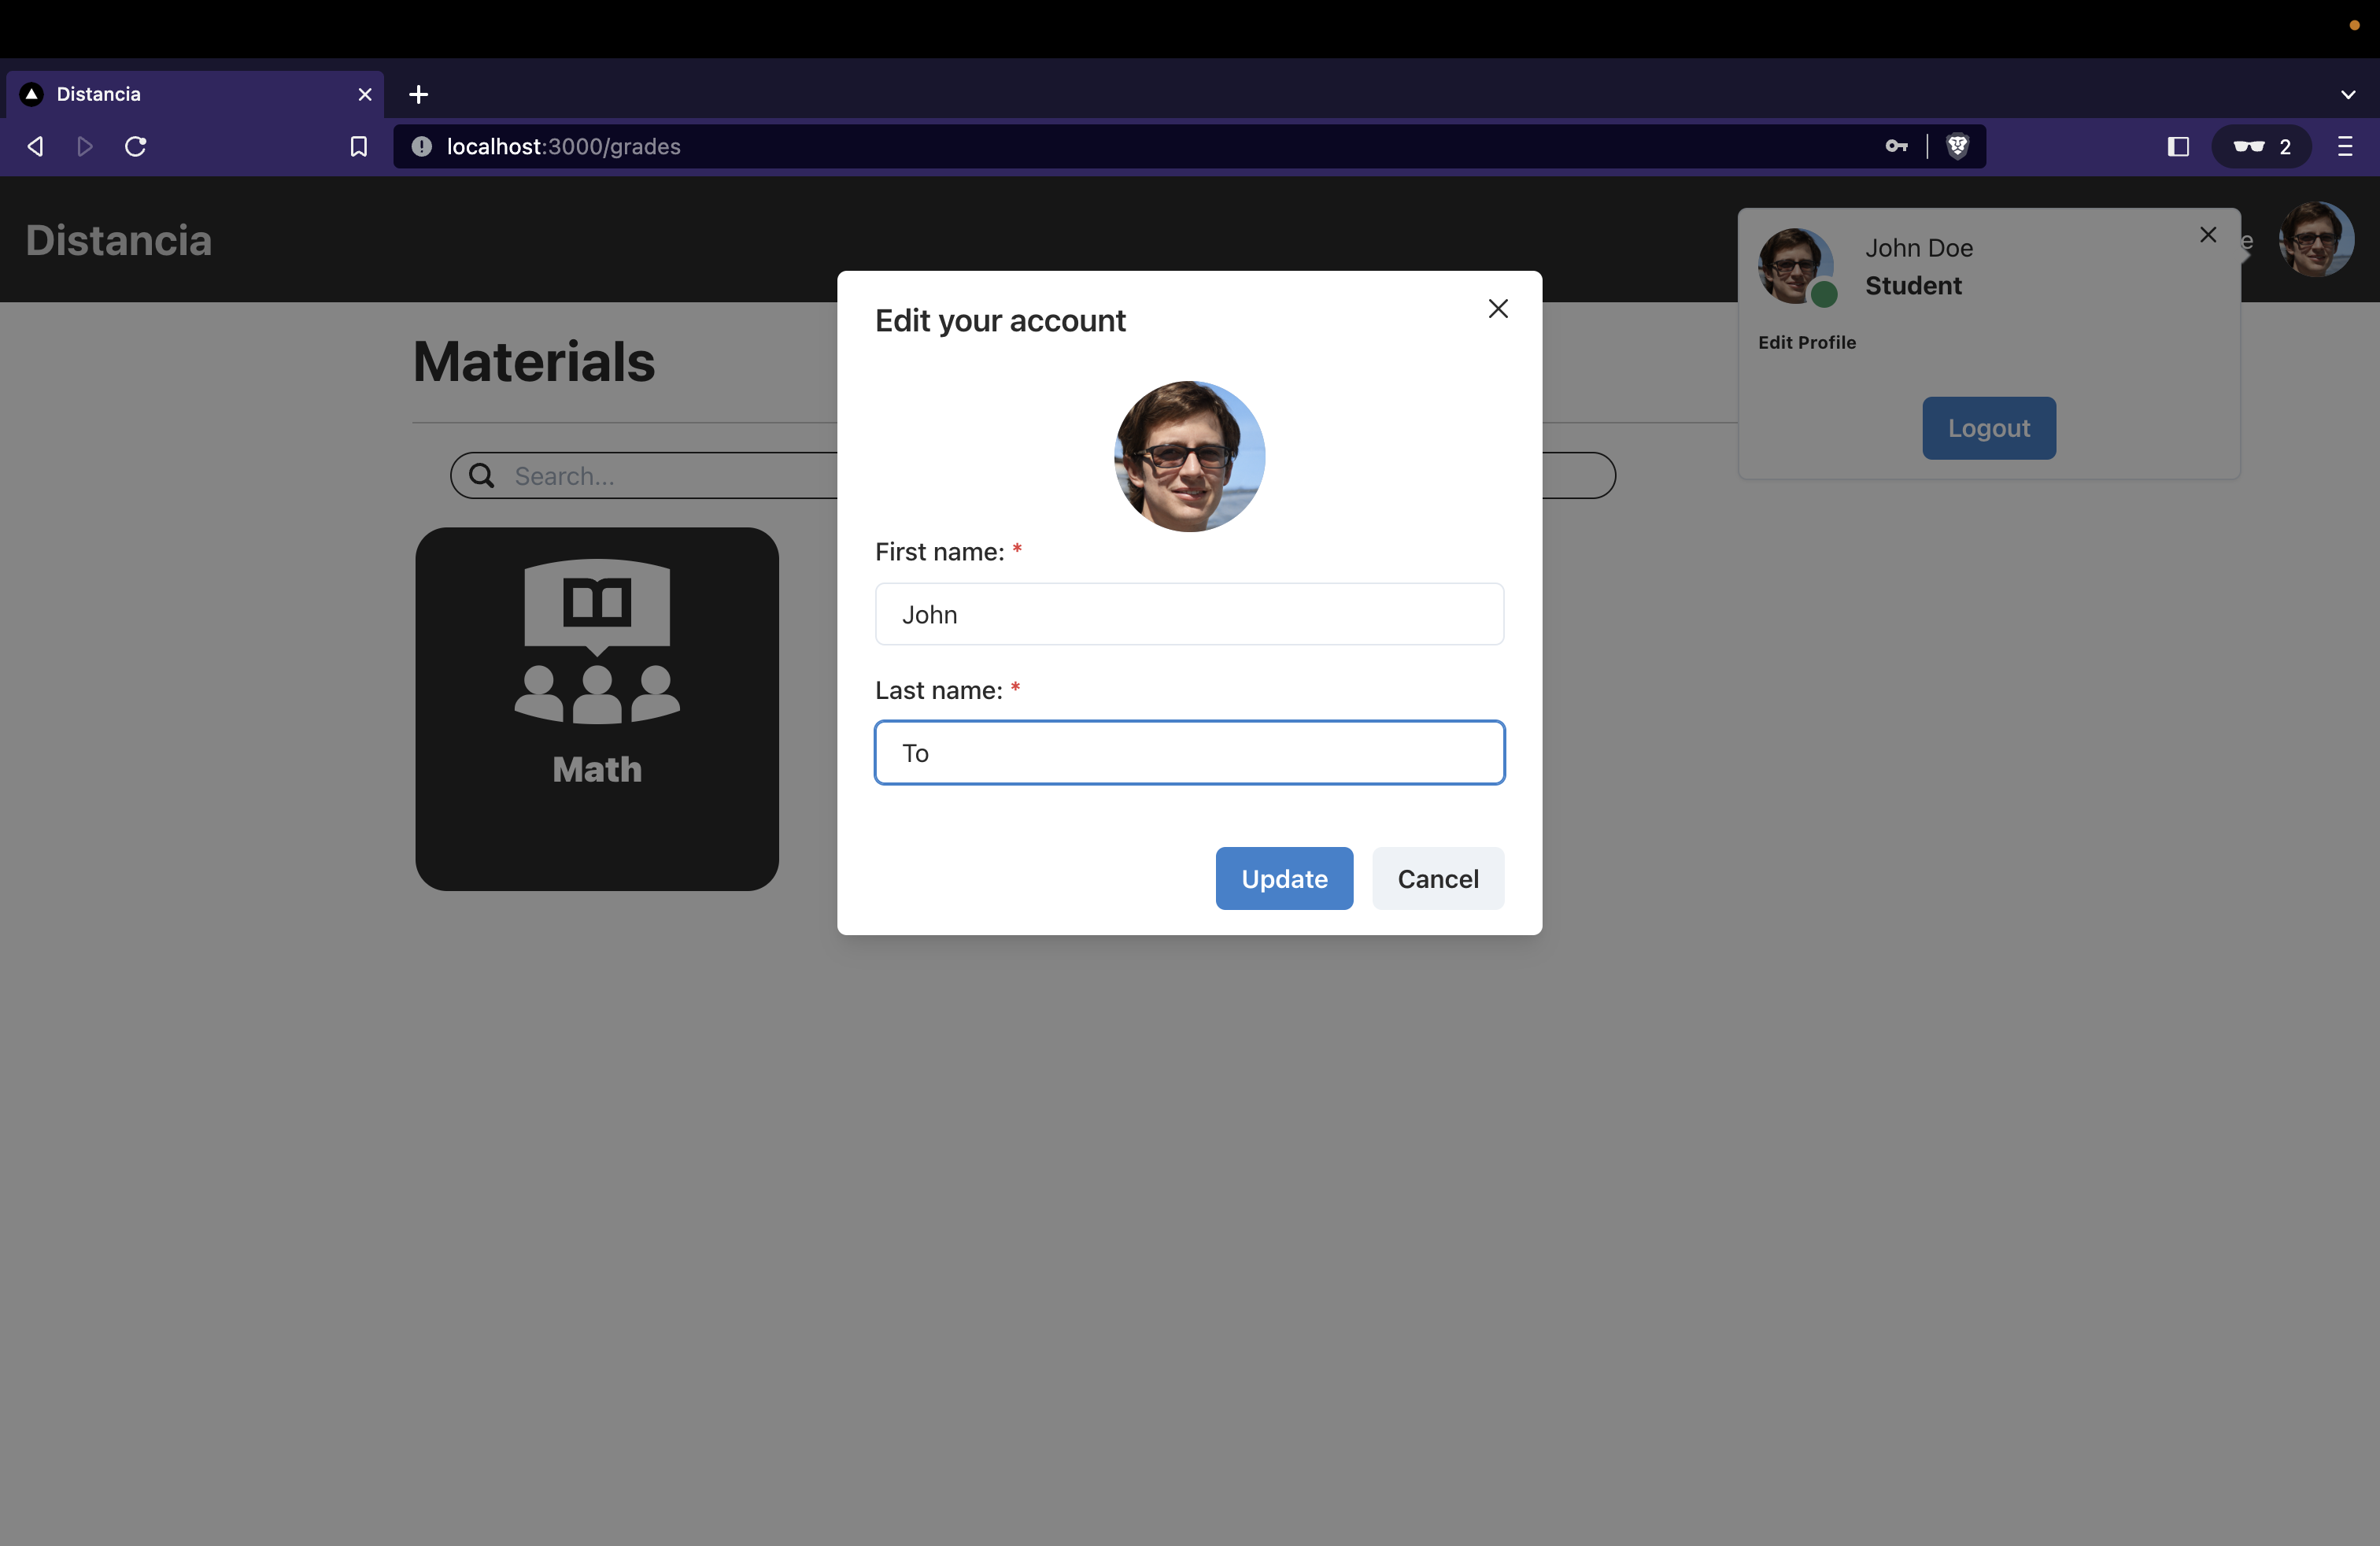 Distancia
localhost:3000/grades
2
Distancia
e
John Doe
Student
Edit Profile
Logout
Materials
Search...
Math
Edit your account
First name: *
John
Last name: *
To
Update
Cancel